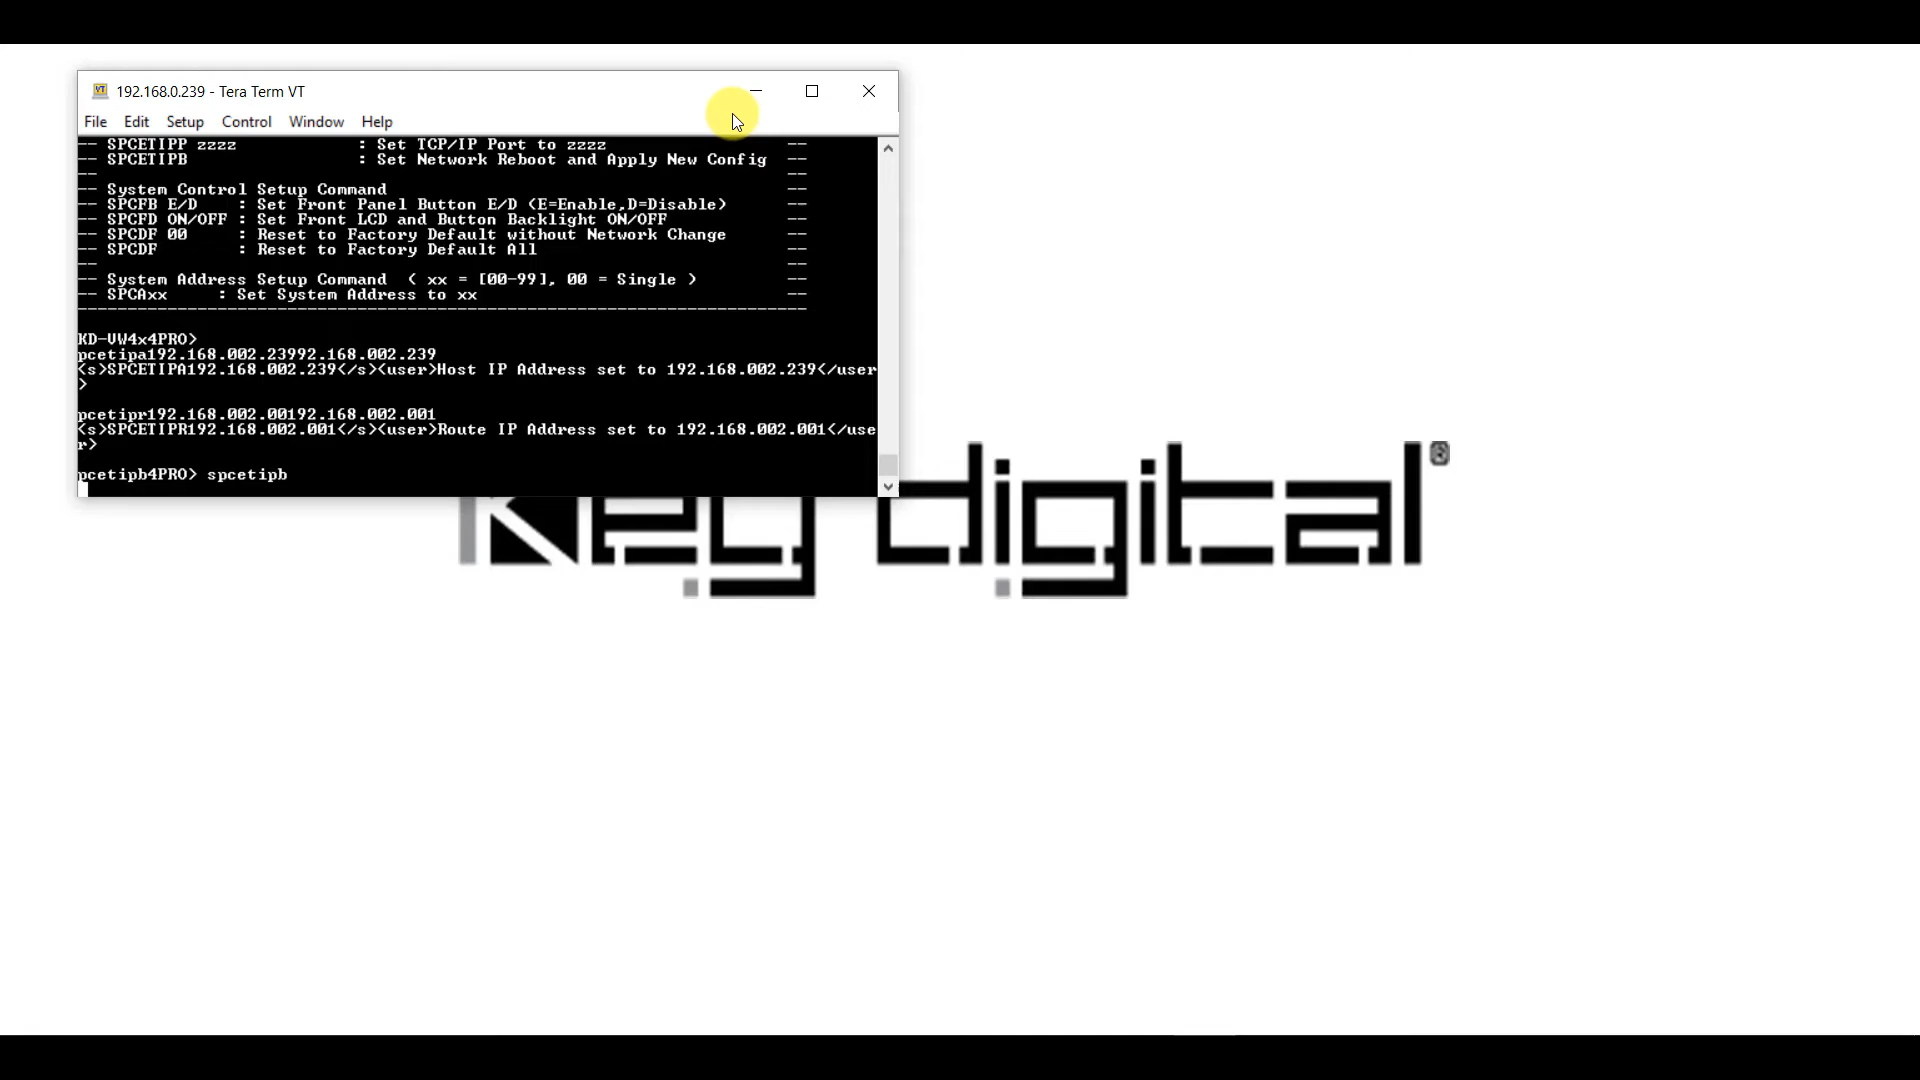 192.168.0.239 - Tera Term VT
File Edit Setup Control Window Help
-- SPCETIPP zzzz : Set TCP/IP Port to zzzz --
-- SPCETIPB : Set Network Reboot and Apply New Config --
-- --
-- System Control Setup Command --
-- SPCFB E/D : Set Front Panel Button E/D (E=Enable,D=Disable) --
-- SPCFD ON/OFF : Set Front LCD and Button Backlight ON/OFF --
-- SPCDF 00 : Reset to Factory Default without Network Change --
-- SPCDF : Reset to Factory Default All --
-- --
-- System Address Setup Command ( xx = [00-99], 00 = Single ) --
-- SPCAxx : Set System Address to xx --
-------------------------------------------------------------------------
KD-VW4x4PRO>
pcetipa192.168.002.23992.168.002.239
<s>SPCETIPA192.168.002.239</s><user>Host IP Address set to 192.168.002.239</user
>
pcetipr192.168.002.00192.168.002.001
<s>SPCETIPR192.168.002.001</s><user>Route IP Address set to 192.168.002.001</use
r>
pcetipb4PRO> spcetipb
Key digital®